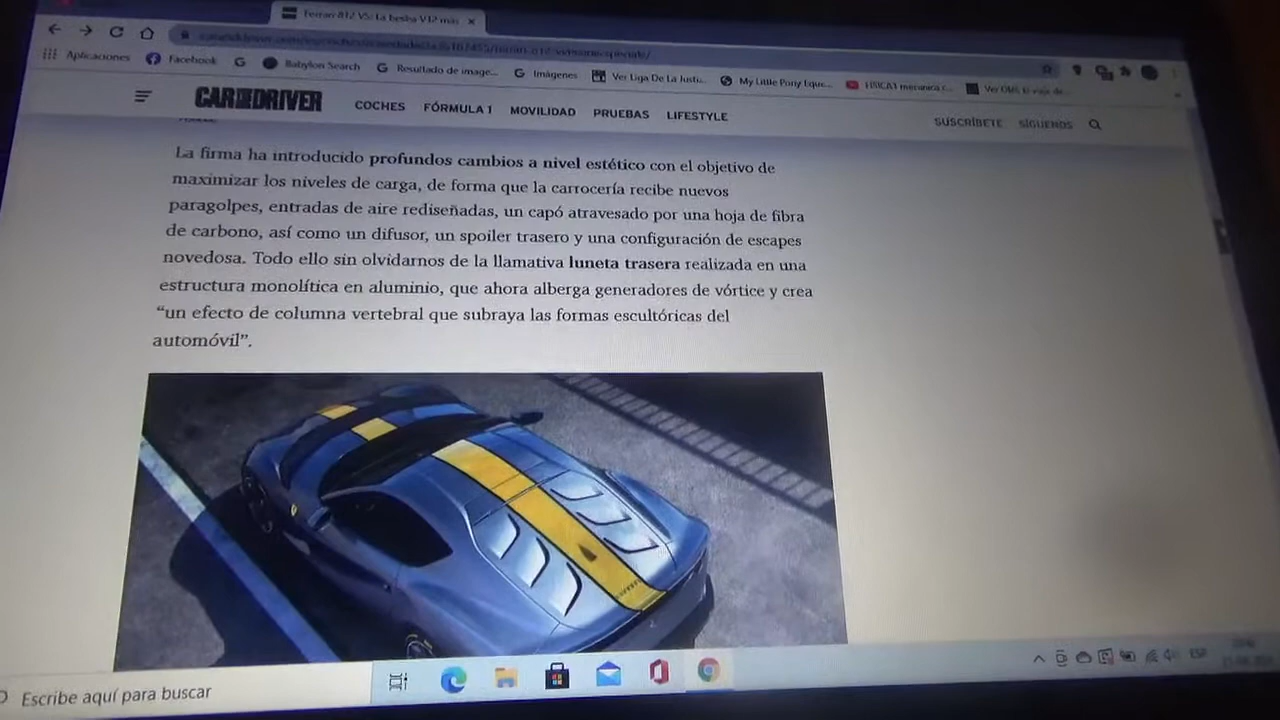 Ferrari 812 VS: La bestia V12 más
Aplicaciones Facebook G Babylon Search Resultado de image... Imágenes Ver Liga De La Justi... My Little Pony Eque... FISICA1 mecanica c...
CAR AND DRIVER COCHES FÓRMULA 1 MOVILIDAD PRUEBAS LIFESTYLE SUSCRÍBETE SÍGUENOS
La firma ha introducido profundos cambios a nivel estético con el objetivo de
maximizar los niveles de carga, de forma que la carrocería recibe nuevos
paragolpes, entradas de aire rediseñadas, un capó atravesado por una hoja de fibra
de carbono, así como un difusor, un spoiler trasero y una configuración de escapes
novedosa. Todo ello sin olvidarnos de la llamativa luneta trasera realizada en una
estructura monolítica en aluminio, que ahora alberga generadores de vórtice y crea
“un efecto de columna vertebral que subraya las formas escultóricas del
automóvil”.
Escribe aquí para buscar ESP